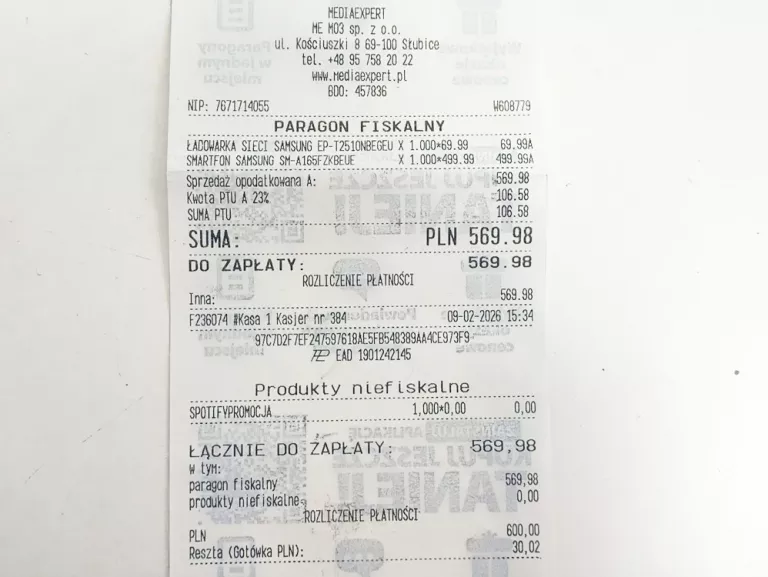 MEDIAEXPERT
ME M03 sp. z o.o.
ul. Kościuszki 8 69-100 Słubice
tel. +48 95 758 20 22
www.mediaexpert.pl
BDO: 457836
NIP: 7671714055 W608779
PARAGON FISKALNY
ŁADOWARKA SIECI SAMSUNG EP-T2510NBEGEU X 1.000*69.99 69.99A
SMARTFON SAMSUNG SM-A165FZKBEUE X 1.000*499.99 499.99A
Sprzedaż opodatkowana A: 569.98
Kwota PTU A 23% 106.58
SUMA PTU 106.58
SUMA: PLN 569.98
DO ZAPŁATY: 569.98
ROZLICZENIE PŁATNOŚCI
Inna: 569.98
F236074 #Kasa 1 Kasjer nr 384 09-02-2026 15:34
97C7D2F7EF247597618AE5FB548389AA4CE973F9
EAD 1901242145
Produkty niefiskalne
SPOTIFYPROMOCJA 1,000*0,00 0,00
ŁĄCZNIE DO ZAPŁATY: 569,98
w tym:
paragon fiskalny 569,98
produkty niefiskalne 0,00
ROZLICZENIE PŁATNOŚCI
PLN 600,00
Reszta (Gotówka PLN): 30,02